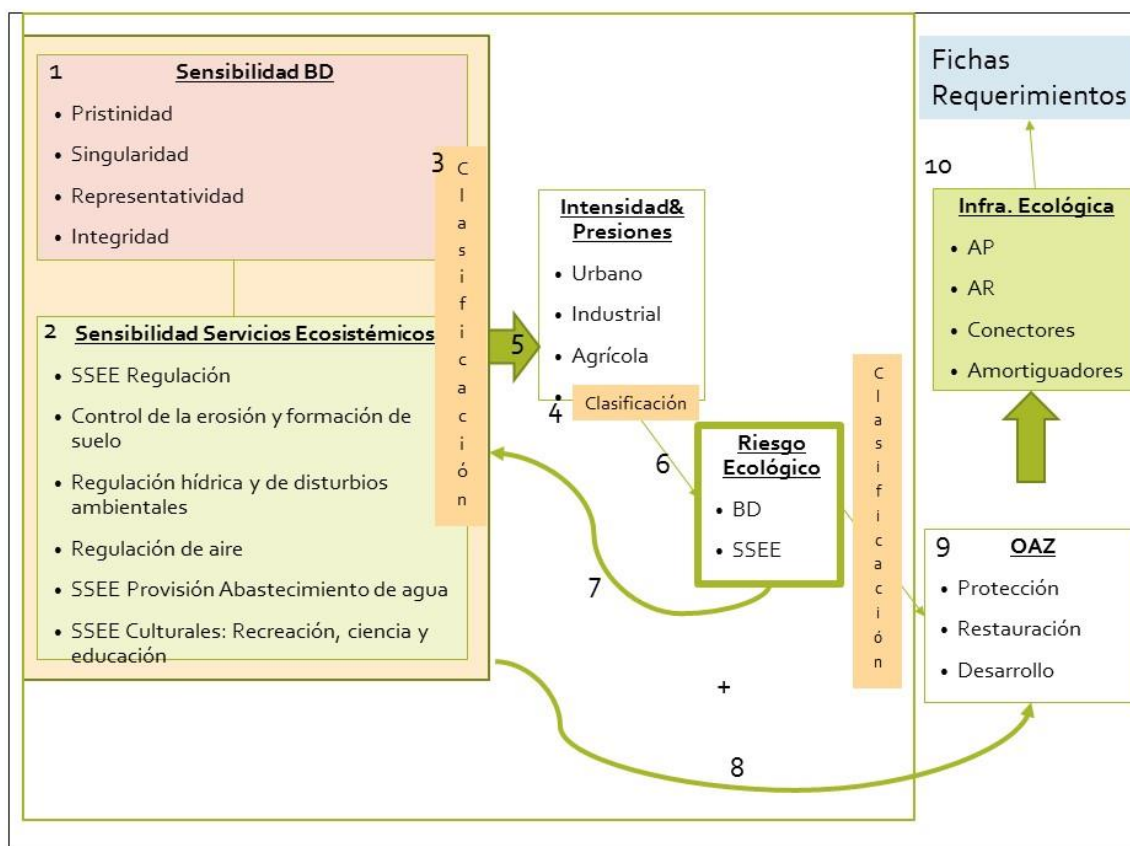 1 Sensibilidad BD
• Pristinidad
• Singularidad
• Representatividad
• Integridad
2 Sensibilidad Servicios Ecosistémicos
• SSEE Regulación
• Control de la erosión y formación de
suelo
• Regulación hídrica y de disturbios
ambientales
• Regulación de aire
• SSEE Provisión Abastecimiento de agua
• SSEE Culturales: Recreación, ciencia y
educación
3
Clasificación
5
Intensidad&
Presiones
• Urbano
• Industrial
• Agrícola
•
4
Clasificación
6
Riesgo
Ecológico
• BD
• SSEE
7
Clasificación
+
8
9 OAZ
• Protección
• Restauración
• Desarrollo
10
Infra. Ecológica
• AP
• AR
• Conectores
• Amortiguadores
Fichas
Requerimientos